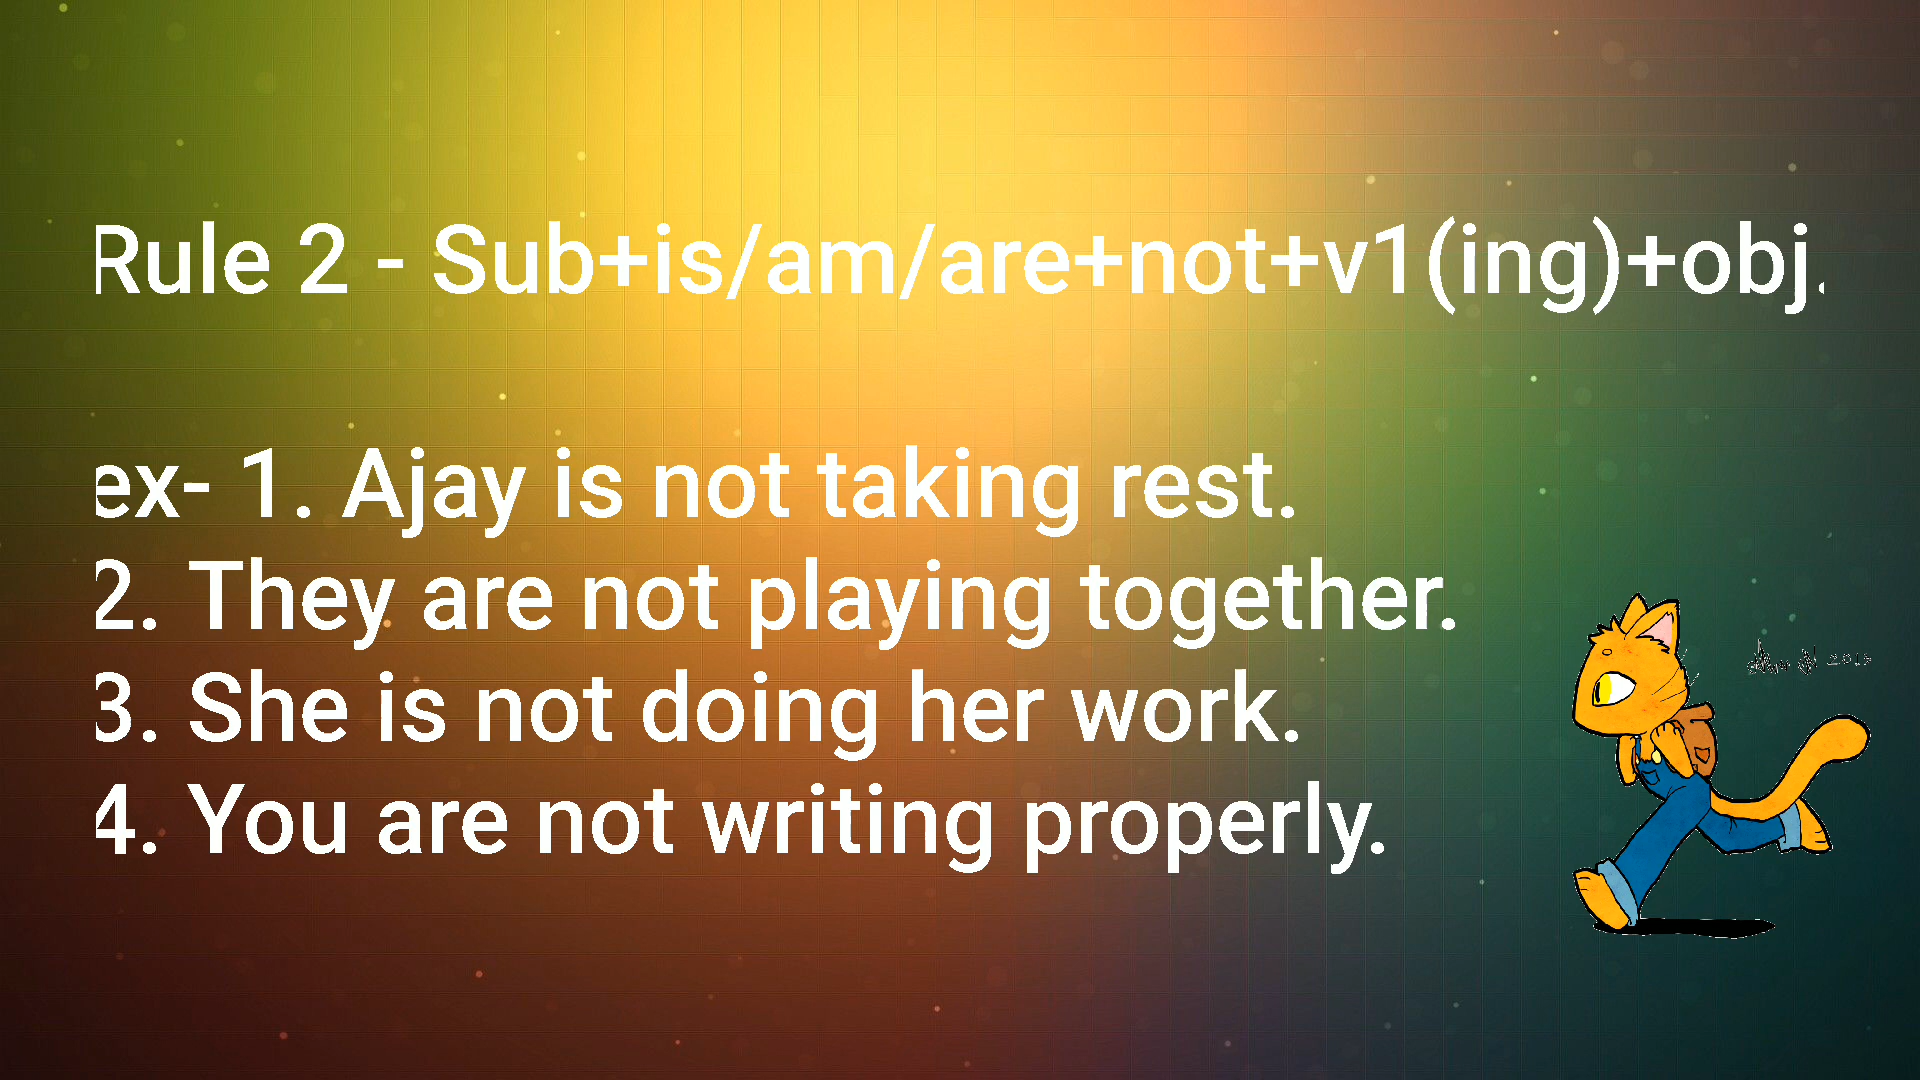 Rule 2 - Sub+is/am/are+not+v1(ing)+obj.
ex- 1. Ajay is not taking rest.
2. They are not playing together.
3. She is not doing her work.
4. You are not writing properly.